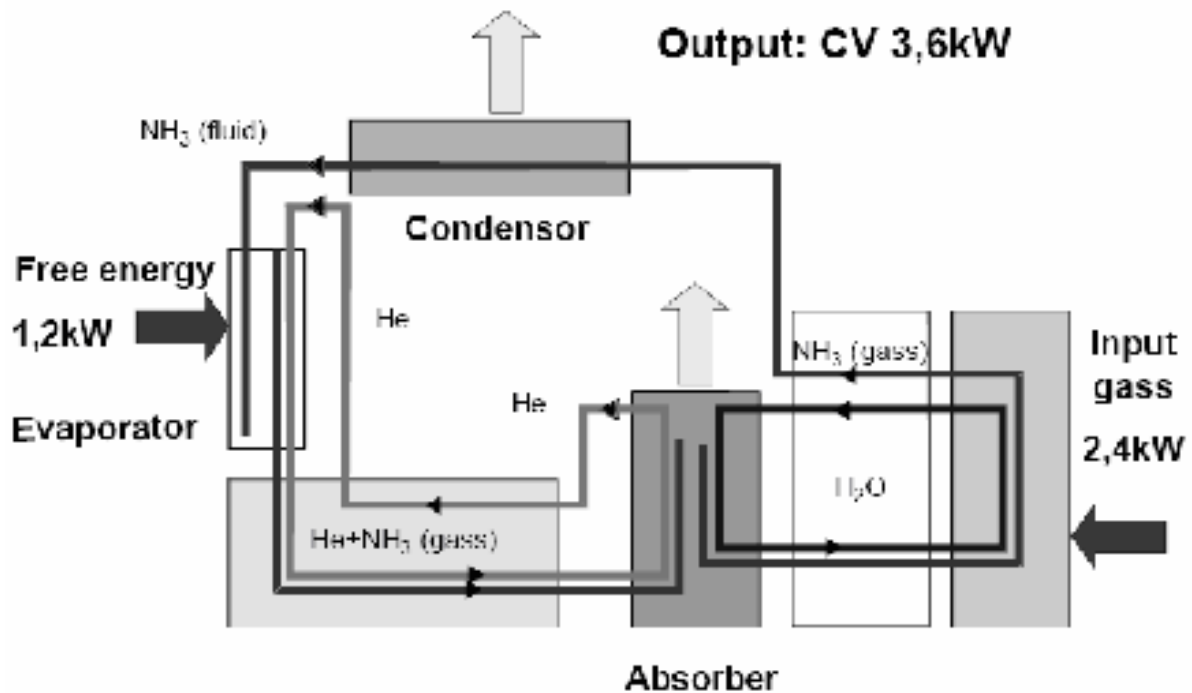 Output: CV 3,6kW
NH₃ (fluid)
Condensor
Free energy
1,2kW
He
NH₃ (gass)
Input
gass
He
Evaporator
2,4kW
H₂O
He+NH₃ (gass)
Absorber